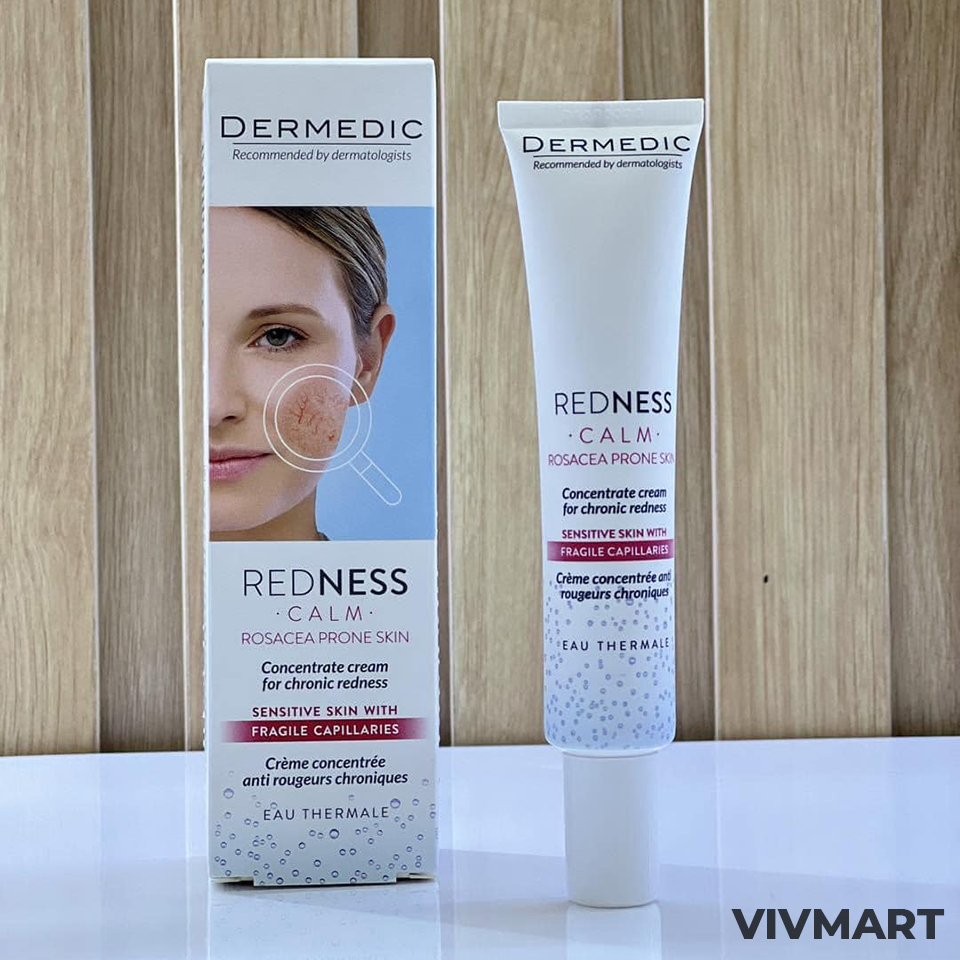 DERMEDIC
Recommended by dermatologists
REDNESS
·CALM·
ROSACEA PRONE SKIN
Concentrate cream
for chronic redness
SENSITIVE SKIN WITH
FRAGILE CAPILLARIES
Crème concentrée
anti rougeurs chroniques
EAU THERMALE
DERMEDIC
Recommended by dermatologists
REDNESS
·CALM·
ROSACEA PRONE SKIN
Concentrate cream
for chronic redness
SENSITIVE SKIN WITH
FRAGILE CAPILLARIES
Crème concentrée anti
rougeurs chroniques
EAU THERMALE
VIVMART